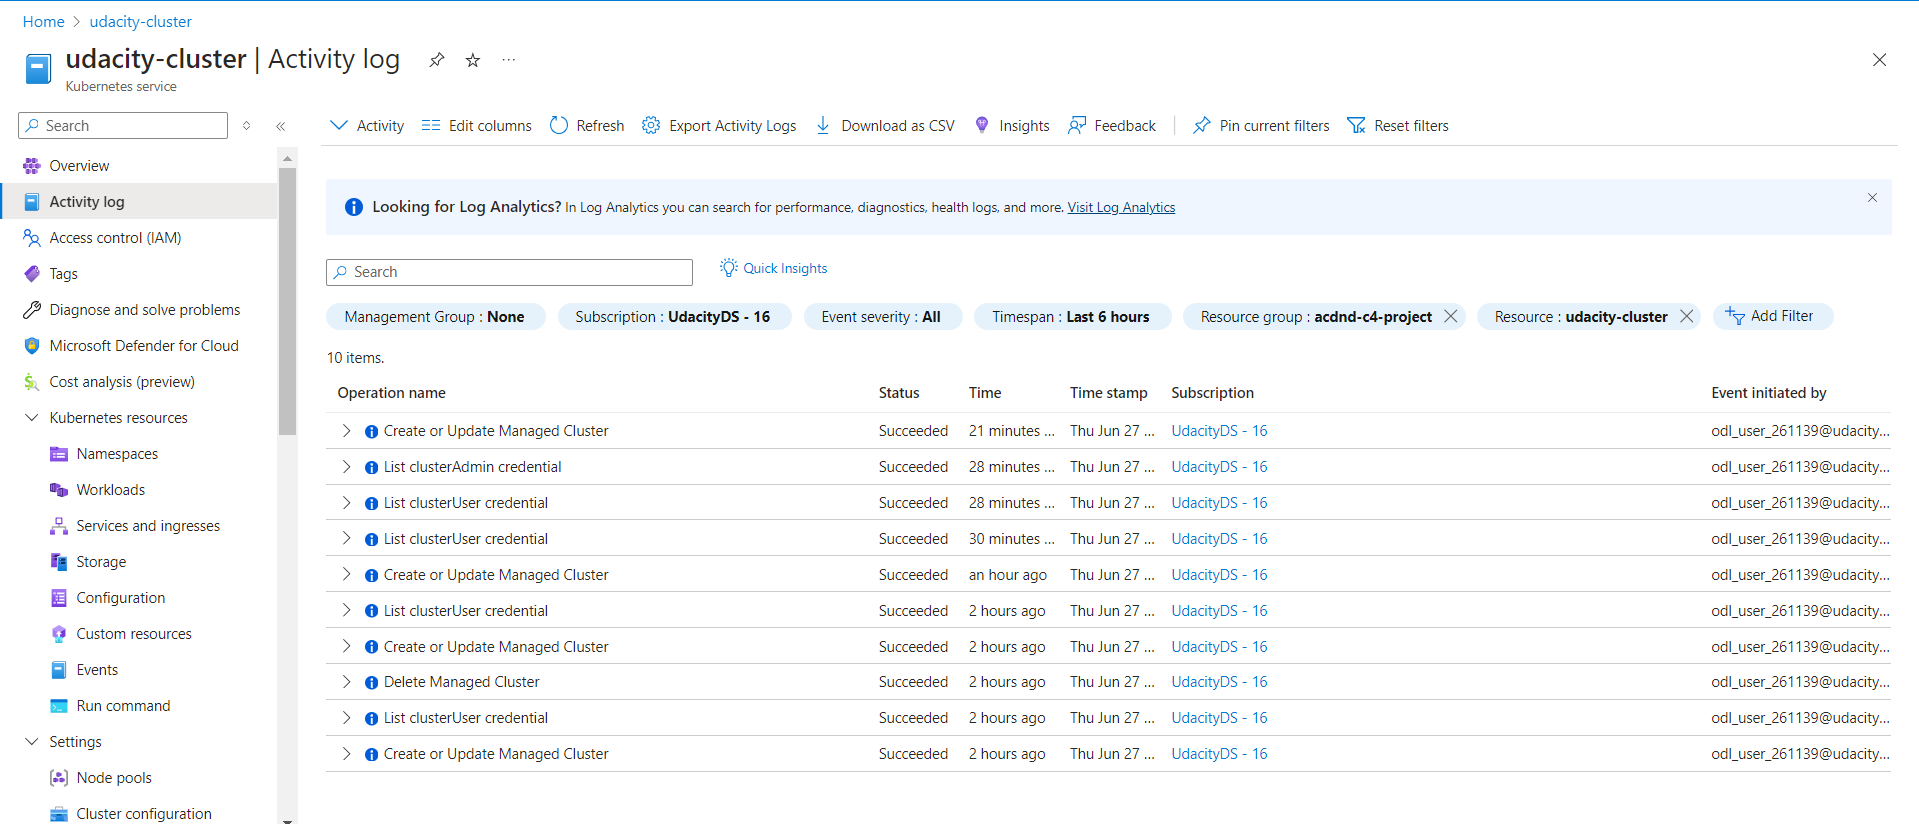 Home > udacity-cluster
udacity-cluster | Activity log ...
Kubernetes service
Search
Overview
Activity log
Access control (IAM)
Tags
Diagnose and solve problems
Microsoft Defender for Cloud
Cost analysis (preview)
Kubernetes resources
Namespaces
Workloads
Services and ingresses
Storage
Configuration
Custom resources
Events
Run command
Settings
Node pools
Cluster configuration
Activity Edit columns Refresh Export Activity Logs Download as CSV Insights Feedback Pin current filters Reset filters
Looking for Log Analytics? In Log Analytics you can search for performance, diagnostics, health logs, and more. Visit Log Analytics
Search Quick Insights
Management Group : None Subscription : UdacityDS - 16 Event severity : All Timespan : Last 6 hours Resource group : acdnd-c4-project Resource : udacity-cluster Add Filter
10 items.
Operation name Status Time Time stamp Subscription Event initiated by
Create or Update Managed Cluster Succeeded 21 minutes ... Thu Jun 27 ... UdacityDS - 16 odl_user_261139@udacity...
List clusterAdmin credential Succeeded 28 minutes ... Thu Jun 27 ... UdacityDS - 16 odl_user_261139@udacity...
List clusterUser credential Succeeded 28 minutes ... Thu Jun 27 ... UdacityDS - 16 odl_user_261139@udacity...
List clusterUser credential Succeeded 30 minutes ... Thu Jun 27 ... UdacityDS - 16 odl_user_261139@udacity...
Create or Update Managed Cluster Succeeded an hour ago Thu Jun 27 ... UdacityDS - 16 odl_user_261139@udacity...
List clusterUser credential Succeeded 2 hours ago Thu Jun 27 ... UdacityDS - 16 odl_user_261139@udacity...
Create or Update Managed Cluster Succeeded 2 hours ago Thu Jun 27 ... UdacityDS - 16 odl_user_261139@udacity...
Delete Managed Cluster Succeeded 2 hours ago Thu Jun 27 ... UdacityDS - 16 odl_user_261139@udacity...
List clusterUser credential Succeeded 2 hours ago Thu Jun 27 ... UdacityDS - 16 odl_user_261139@udacity...
Create or Update Managed Cluster Succeeded 2 hours ago Thu Jun 27 ... UdacityDS - 16 odl_user_261139@udacity...